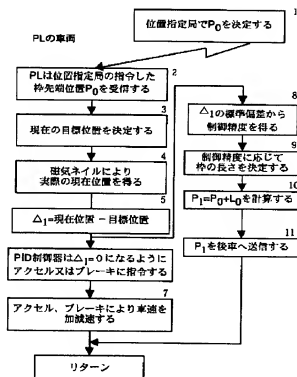 1
位置指定局でP0を決定する
PLの車両
2
PLは位置指定局の指令した
枠先端位置P0を受信する
3
現在の目標位置を決定する
4
磁気ネイルにより
実際の現在位置を得る
5
△1=現在位置-目標位置
6
PID制御器は△1=0になるように
アクセル又はブレーキに指令する
7
アクセル、ブレーキにより車速を
加減速する
8
△1の標準偏差から
制御精度を得る
9
制御精度に応じて
枠の長さを決定する
10
P1=P0+L0を計算する
11
P1を後車へ送信する
リターン